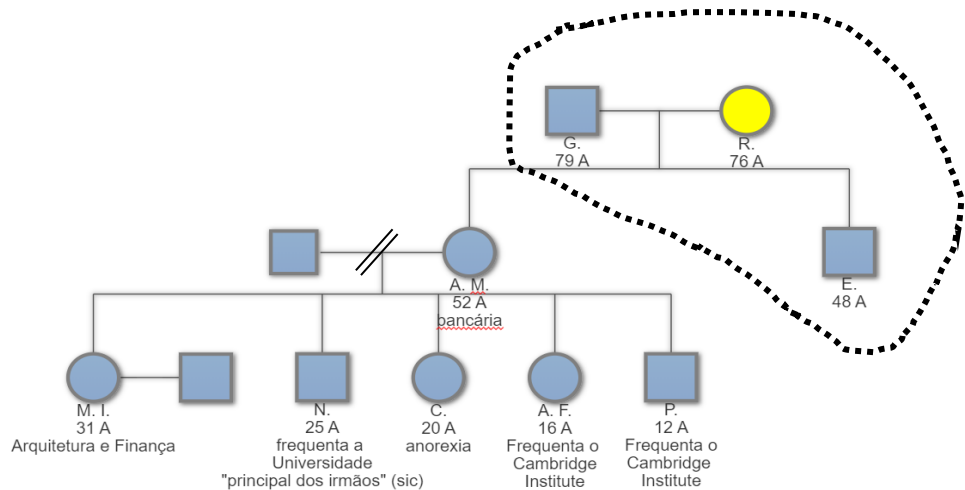 G.
79 A
R.
76 A
A. M.
52 A
bancária
E.
48 A
M. I.
31 A
Arquitetura e Finança
N.
25 A
frequenta a
Universidade
"principal dos irmãos" (sic)
C.
20 A
anorexia
A. F.
16 A
Frequenta o
Cambridge
Institute
P.
12 A
Frequenta o
Cambridge
Institute